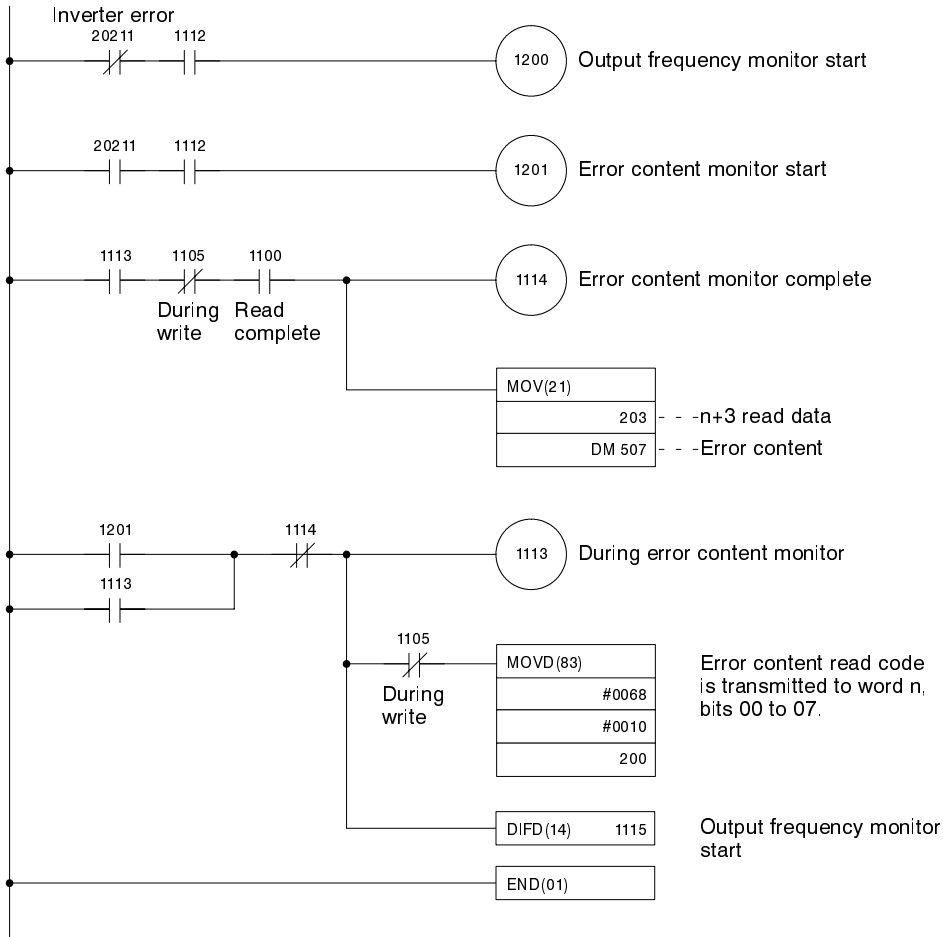 Inverter error
20211 1112
1200 Output frequency monitor start
20211 1112
1201 Error content monitor start
1113 1105 1100
1114 Error content monitor complete
During Read
write complete
MOV(21)
203 - - -n+3 read data
DM 507 - - -Error content
1201 1114
1113 During error content monitor
1113
1105
MOVD(83) Error content read code
During #0068 is transmitted to word n,
write #0010 bits 00 to 07.
200
DIFD(14) 1115 Output frequency monitor
start
END(01)